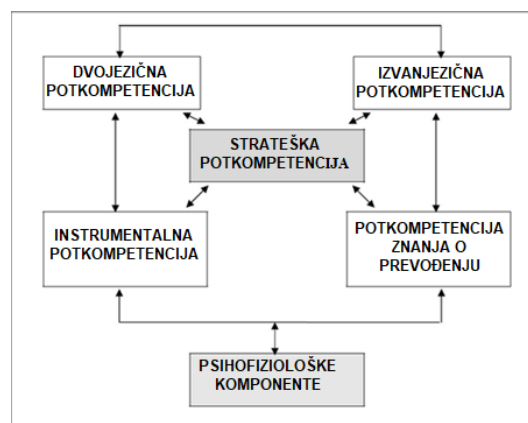 DVOJEZIČNA
POTKOMPETENCIJA
IZVANJEZIČNA
POTKOMPETENCIJA
STRATEŠKA
POTKOMPETENCIJA
INSTRUMENTALNA
POTKOMPETENCIJA
POTKOMPETENCIJA
ZNANJA O
PREVOĐENJU
PSIHOFIZIOLOŠKE
KOMPONENTE